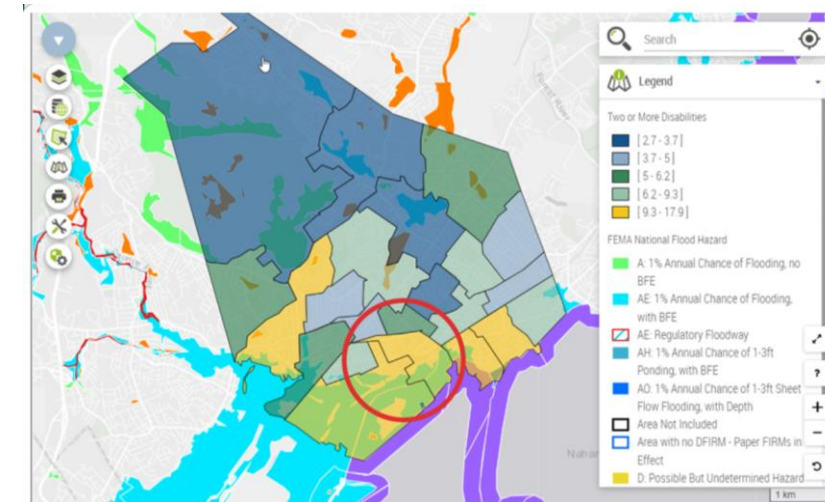 Search
Legend
Two or More Disabilities
[ 2.7 - 3.7 ]
[ 3.7 - 5 ]
[ 5 - 6.2 ]
[ 6.2 - 9.3 ]
[ 9.3 - 17.9 ]
FEMA National Flood Hazard
A: 1% Annual Chance of Flooding, no
BFE
AE: 1% Annual Chance of Flooding,
with BFE
AE: Regulatory Floodway
AH: 1% Annual Chance of 1-3ft
Ponding, with BFE
AO: 1% Annual Chance of 1-3ft Sheet
Flow Flooding, with Depth
Area Not Included
Area with no DFIRM - Paper FIRMs in
Effect
D: Possible But Undetermined Hazard
Forest River
Nahan
?
+
−
1 km